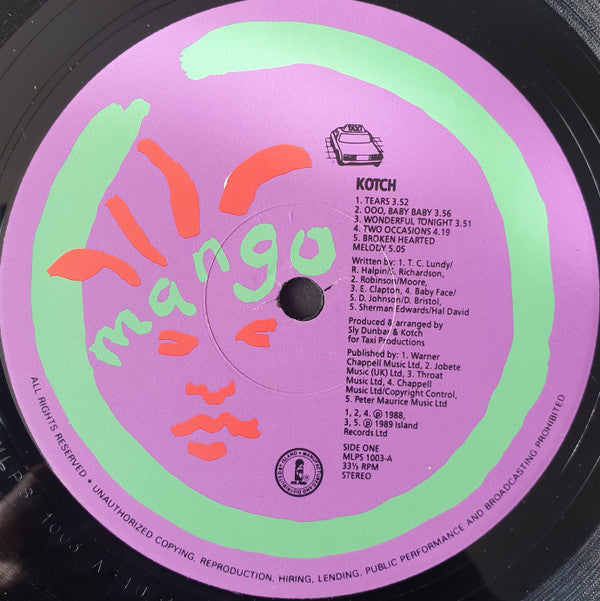 TAXI
mango
KOTCH
1. TEARS 3.52
2. OOO, BABY BABY 3.56
3. WONDERFUL TONIGHT 3.51
4. TWO OCCASIONS 4.19
5. BROKEN HEARTED
MELODY 5.05
Written by: 1. T. C. Lundy/
R. Halpin/J. Richardson,
2. Robinson/Moore,
3. E. Clapton, 4. Baby Face/
S. D. Johnson/D. Bristol,
5. Sherman Edwards/Hal David
Produced & arranged by
Sly Dunbar & Kotch
for Taxi Productions
Published by: 1. Warner
Chappell Music Ltd, 2. Jobete
Music (UK) Ltd, 3. Throat
Music Ltd, 4. Chappell
Music Ltd/Copyright Control,
5. Peter Maurice Music Ltd
1, 2, 4. ℗ 1988,
3, 5. ℗ 1989 Island
Records Ltd
SIDE ONE
MLPS 1003-A
33⅓ RPM
STEREO
ISLAND • MANUFACTURED AND DISTRIBUTED BY
ALL RIGHTS RESERVED • UNAUTHORIZED COPYING, REPRODUCTION, HIRING, LENDING, PUBLIC PERFORMANCE AND BROADCASTING PROHIBITED
1003 A